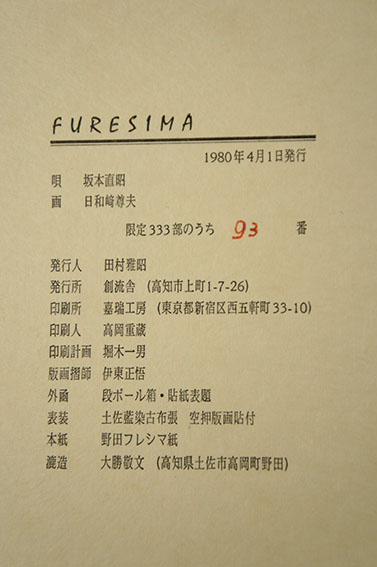 FURESIMA
1980年4月1日発行
唄 坂本直昭
画 日和崎尊夫
限定333部のうち 93 番
発行人 田村雅昭
発行所 創流舎 (高知市上町1-7-26)
印刷所 嘉瑞工房 (東京都新宿区西五軒町33-10)
印刷人 高岡重蔵
印刷計画 堀木一男
版画摺師 伊東正悟
外函 段ボール箱・貼紙表題
表装 土佐藍染古布張 空押版画貼付
本紙 野田フレシマ紙
漉造 大勝敬文 (高知県土佐市高岡町野田)